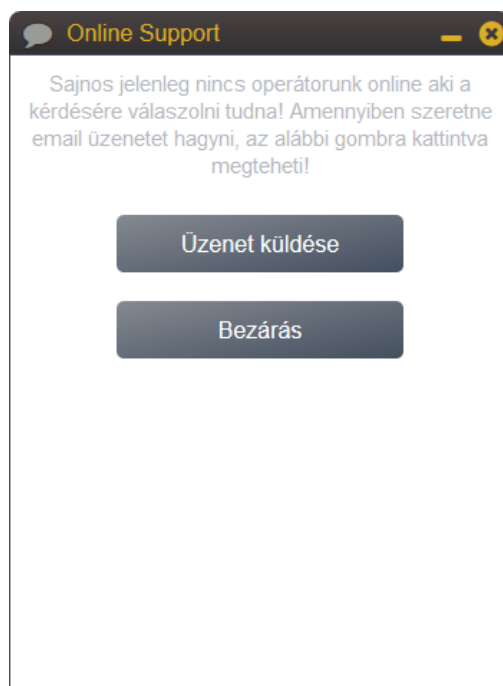 Online Support
Sajnos jelenleg nincs operátorunk online aki a
kérdésére válaszolni tudna! Amennyiben szeretne
email üzenetet hagyni, az alábbi gombra kattintva
megteheti!
Üzenet küldése
Bezárás